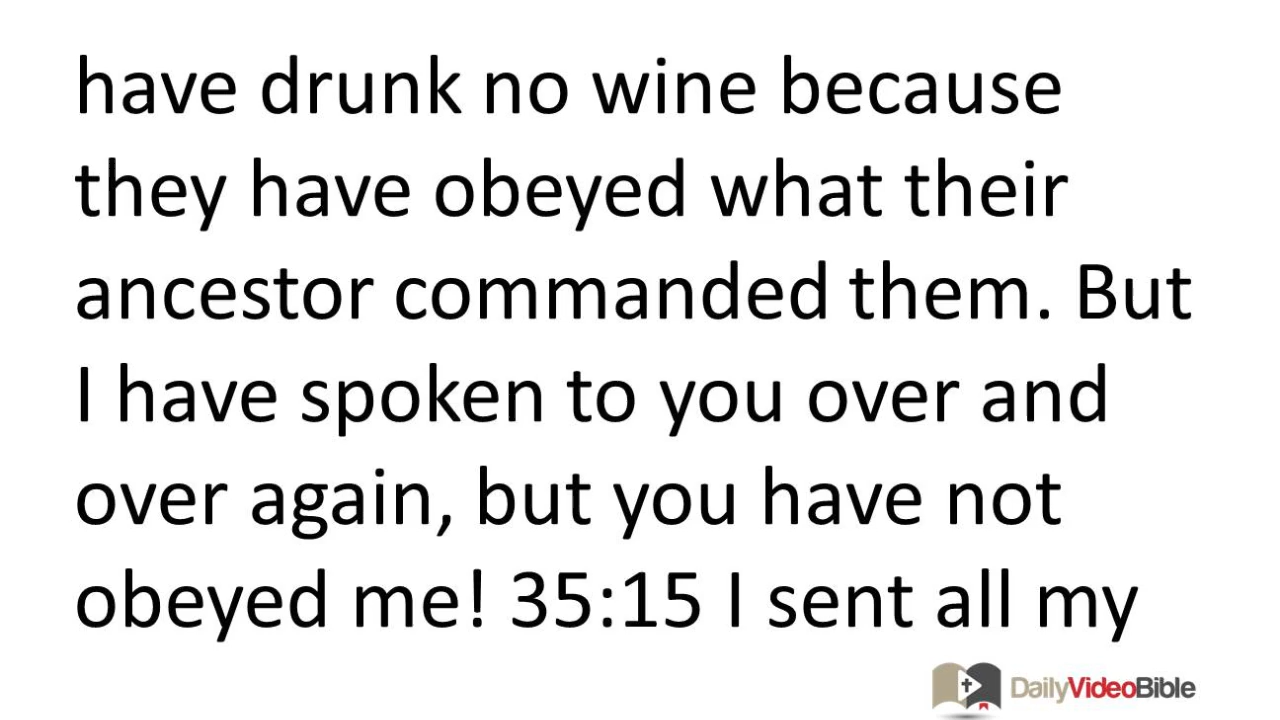 have drunk no wine because
they have obeyed what their
ancestor commanded them. But
I have spoken to you over and
over again, but you have not
obeyed me! 35:15 I sent all my
DailyVideoBible